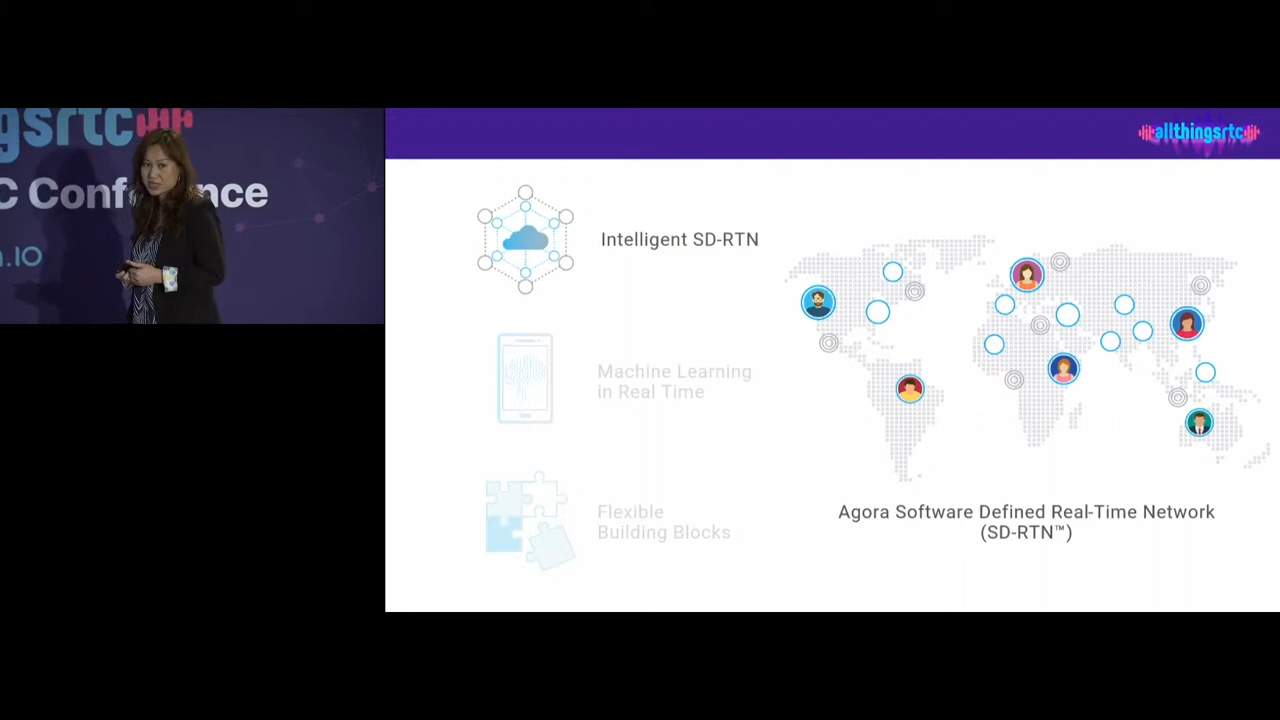 gsrtc
C Conf nce
.IO
allthingsrtc
Intelligent SD-RTN
Machine Learning
in Real Time
Flexible
Building Blocks
Agora Software Defined Real-Time Network
(SD-RTN™)